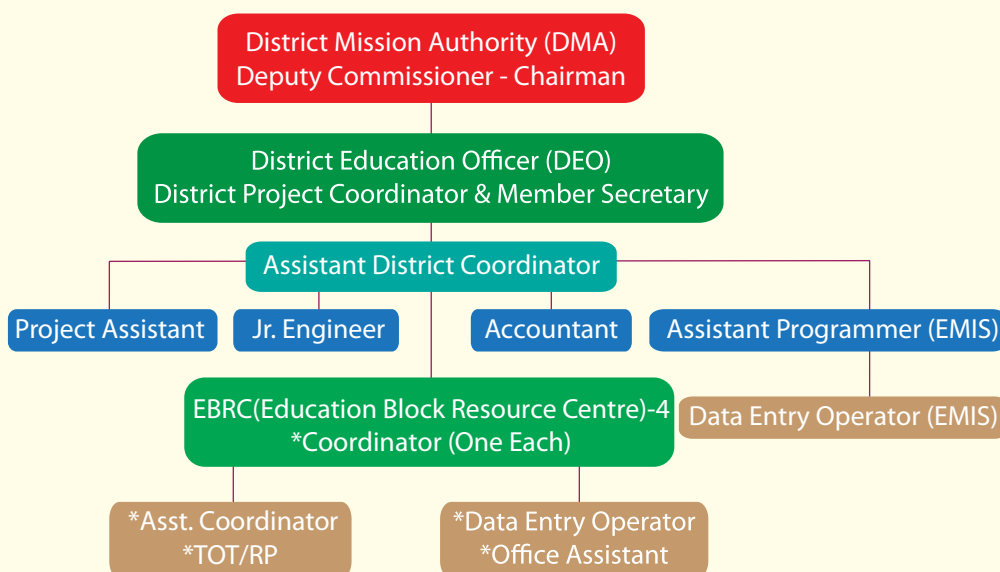 District Mission Authority (DMA)
Deputy Commissioner - Chairman
District Education Officer (DEO)
District Project Coordinator & Member Secretary
Assistant District Coordinator
Project Assistant
Jr. Engineer
Accountant
Assistant Programmer (EMIS)
EBRC(Education Block Resource Centre)-4
*Coordinator (One Each)
Data Entry Operator (EMIS)
*Asst. Coordinator
*TOT/RP
*Data Entry Operator
*Office Assistant